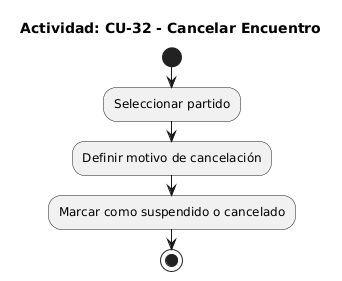 Actividad: CU-32 - Cancelar Encuentro
Seleccionar partido
Definir motivo de cancelación
Marcar como suspendido o cancelado